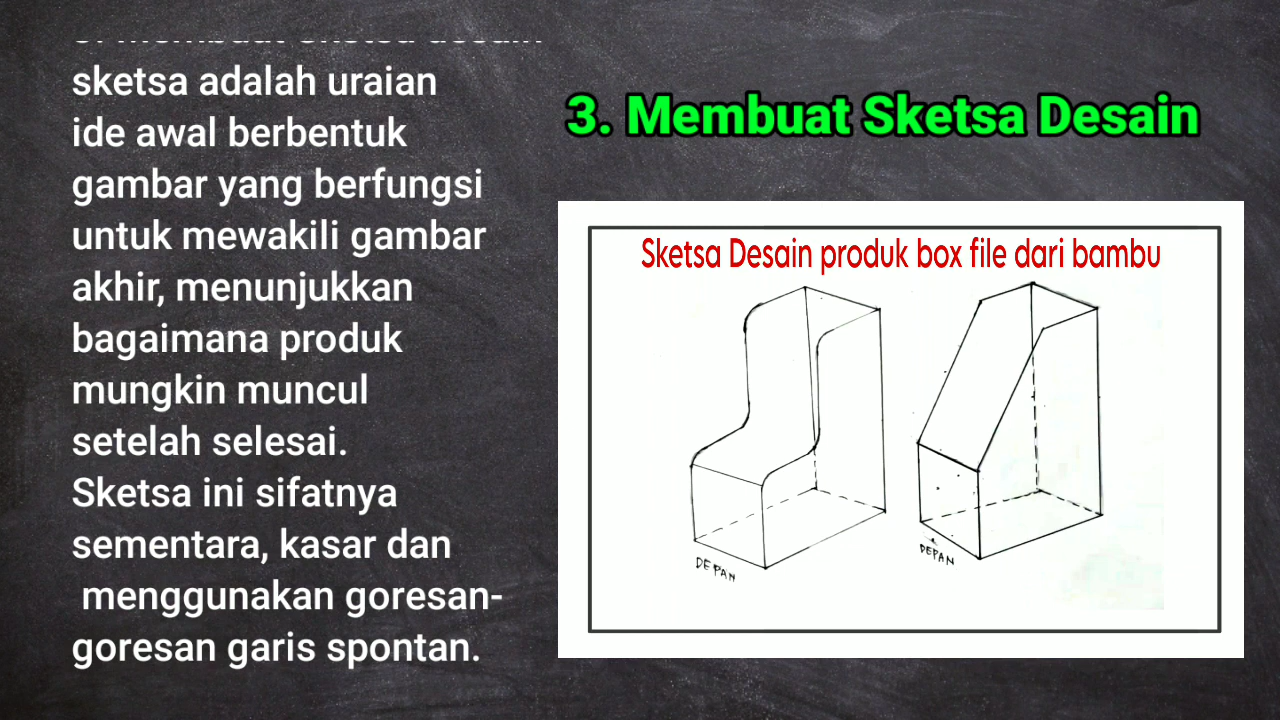 sketsa adalah uraian
ide awal berbentuk
gambar yang berfungsi
untuk mewakili gambar
akhir, menunjukkan
bagaimana produk
mungkin muncul
setelah selesai.
Sketsa ini sifatnya
sementara, kasar dan
menggunakan goresan-
goresan garis spontan.
3. Membuat Sketsa Desain
Sketsa Desain produk box file dari bambu
DEPAN
DEPAN